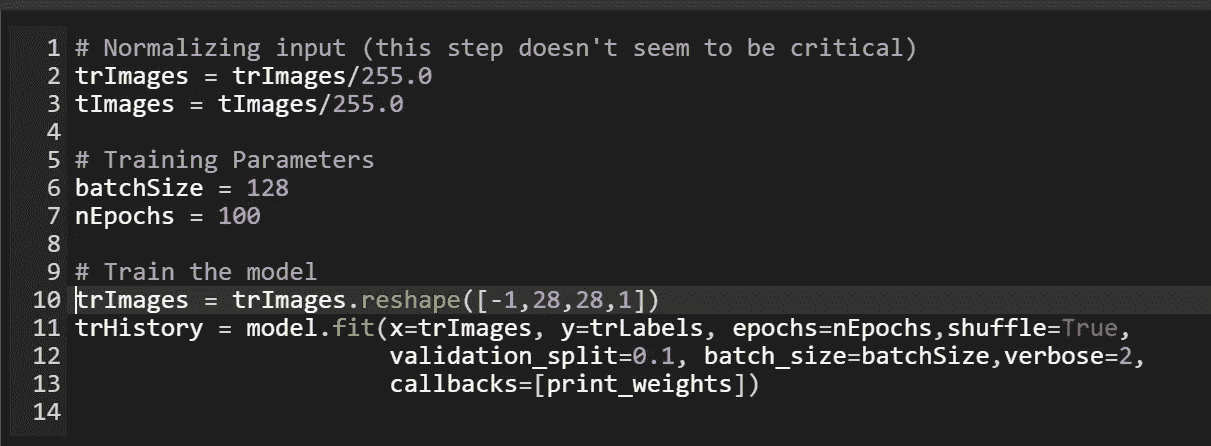 1 # Normalizing input (this step doesn't seem to be critical)
2 trImages = trImages/255.0
3 tImages = tImages/255.0
4
5 # Training Parameters
6 batchSize = 128
7 nEpochs = 100
8
9 # Train the model
10 trImages = trImages.reshape([-1,28,28,1])
11 trHistory = model.fit(x=trImages, y=trLabels, epochs=nEpochs,shuffle=True,
12                       validation_split=0.1, batch_size=batchSize,verbose=2,
13                       callbacks=[print_weights])
14